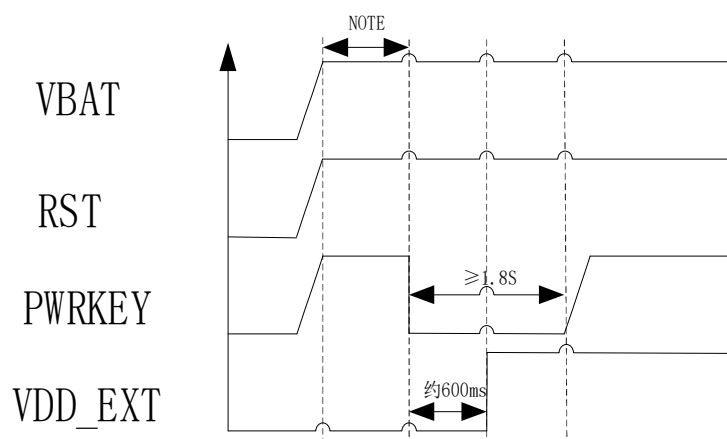 NOTE
VBAT
RST
≥1.8S
PWRKEY
约600ms
VDD_EXT